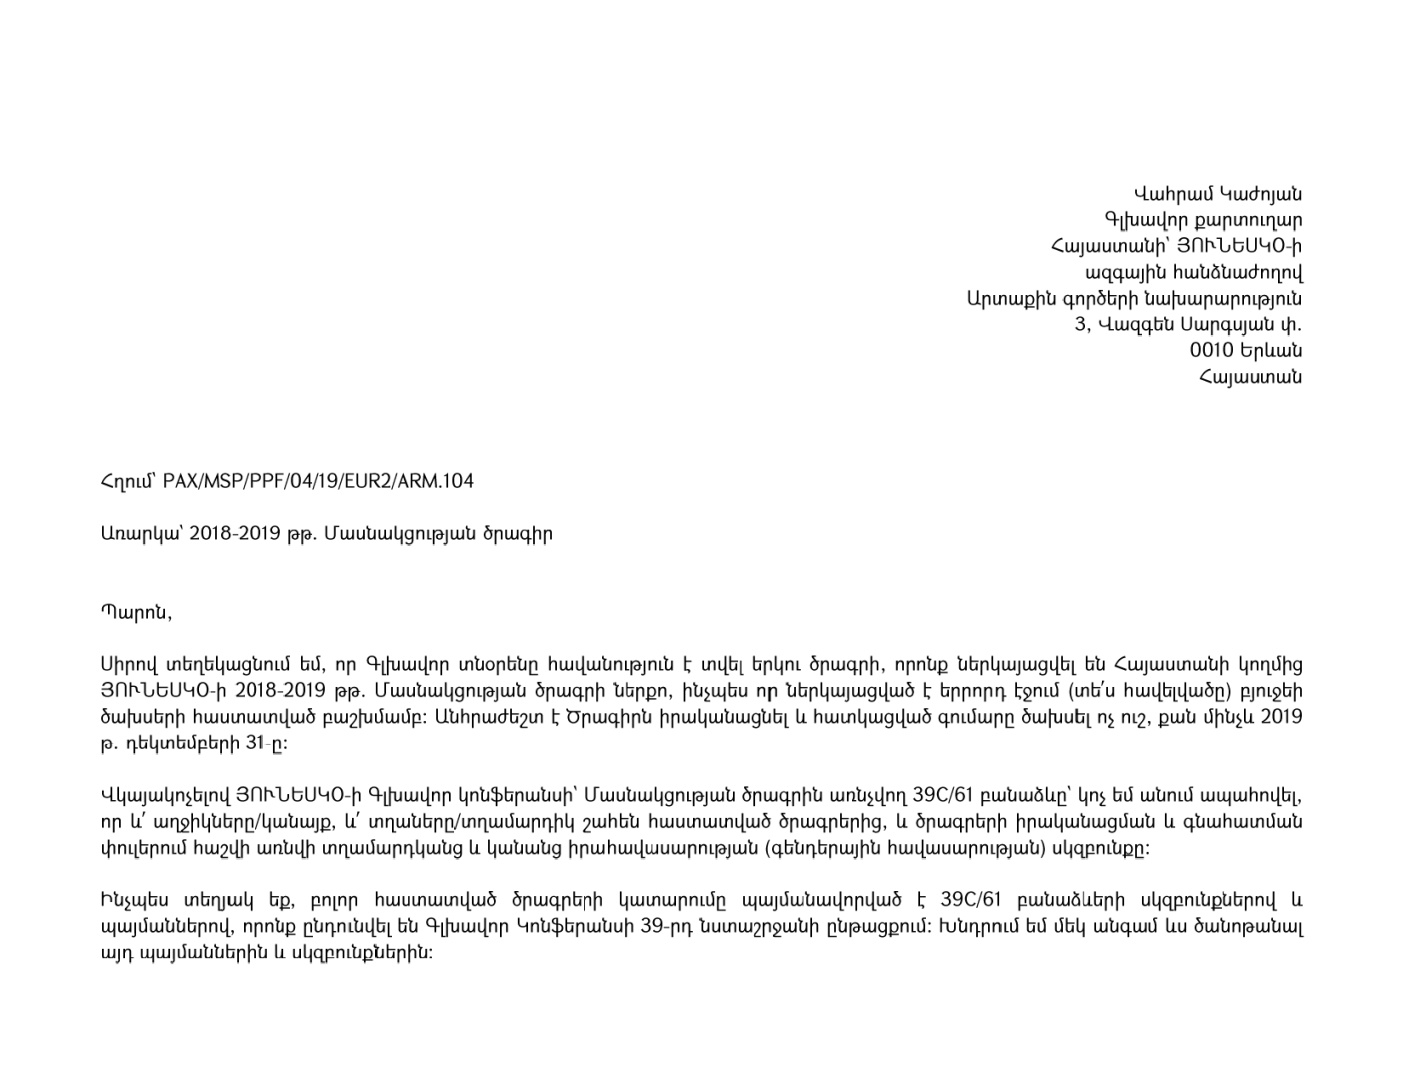 Վահրամ Կաժոյան
Գլխավոր քարտուղար
Հայաստանի՝ ՅՈՒՆԵՍԿՕ-ի
ազգային հանձնաժողով
Արտաքին գործերի նախարարություն
3, Վազգեն Սարգսյան փ.
0010 Երևան
Հայաստան
Հղում՝ PAX/MSP/PPF/04/19/EUR2/ARM.104
Առարկա՝ 2018-2019 թթ. Մասնակցության ծրագիր
Պարոն,
Սիրով տեղեկացնում եմ, որ Գլխավոր տնօրենը հավանություն է տվել երկու ծրագրի, որոնք ներկայացվել են Հայաստանի կողմից
ՅՈՒՆԵՍԿՕ-ի 2018-2019 թթ. Մասնակցության ծրագրի ներքո, ինչպես որ ներկայացված է երրորդ էջում (տե՛ս հավելվածը) բյուջեի
ծախսերի հաստատված բաշխմամբ: Անհրաժեշտ է Ծրագիրն իրականացնել և հատկացված գումարը ծախսել ոչ ուշ, քան մինչև 2019
թ. դեկտեմբերի 31-ը:
Վկայակոչելով ՅՈՒՆԵՍԿՕ-ի Գլխավոր կոնֆերանսի՝ Մասնակցության ծրագրին առնչվող 39C/61 բանաձևը՝ կոչ եմ անում ապահովել,
որ և՛ աղջիկները/կանայք, և՛ տղաները/տղամարդիկ շահեն հաստատված ծրագրերից, և ծրագրերի իրականացման և գնահատման
փուլերում հաշվի առնվի տղամարդկանց և կանանց իրահավասարության (գենդերային հավասարության) սկզբունքը:
Ինչպես տեղյակ եք, բոլոր հաստատված ծրագրերի կատարումը պայմանավորված է 39C/61 բանաձևերի սկզբունքներով և
պայմաններով, որոնք ընդունվել են Գլխավոր Կոնֆերանսի 39-րդ նստաշրջանի ընթացքում: Խնդրում եմ մեկ անգամ ևս ծանոթանալ
այդ պայմաններին և սկզբունքներին: